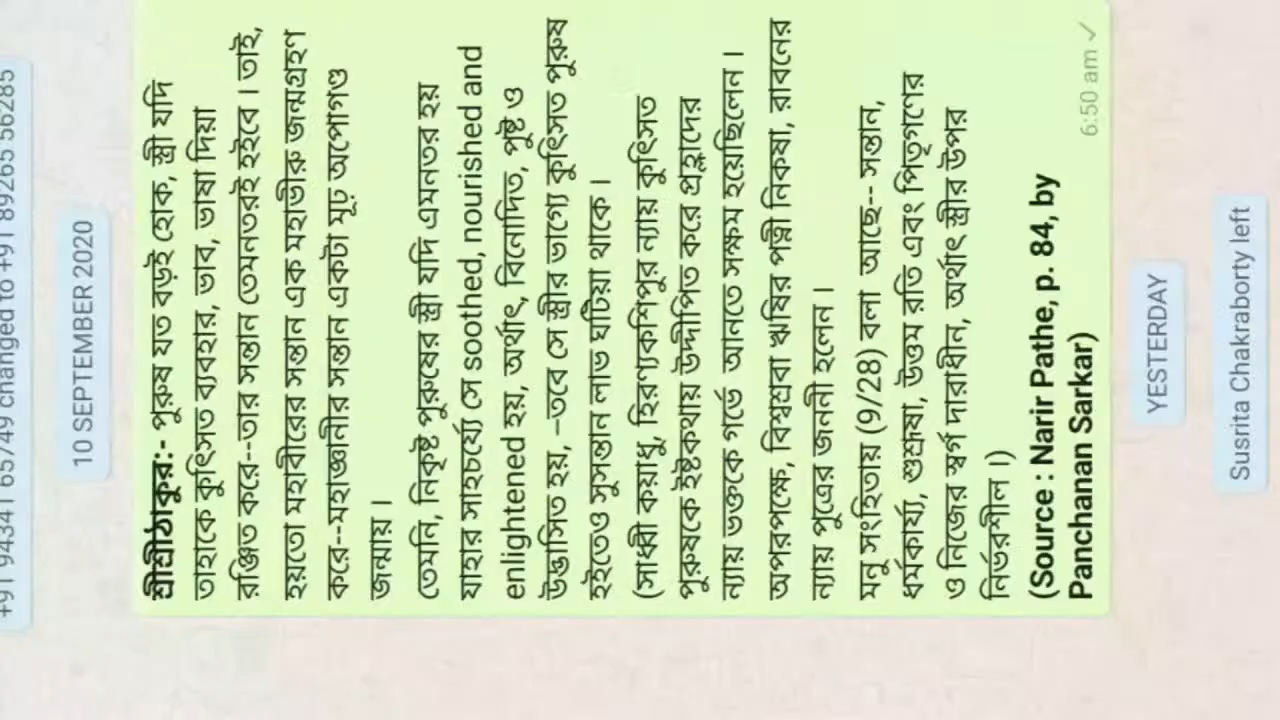 +91 94341 65749 changed to +91 89265 56285
10 SEPTEMBER 2020
শ্রীশ্রীঠাকুর:- পুরুষ যত বড়ই হোক, স্ত্রী যদি
তাহাকে কুৎসিত ব্যবহার, ভাব, ভাষা দিয়া
রঞ্জিত করে--তার সন্তান তেমনতরই হইবে। তাই,
হয়তো মহাবীরের সন্তান এক মহাভীরু জন্মগ্রহণ
করে--মহাজ্ঞানীর সন্তান একটা মূঢ় অপোগণ্ড
জন্মায়।
তেমনি, নিকৃষ্ট পুরুষের স্ত্রী যদি এমনতর হয়
যাহার সাহচর্য্যে সে soothed, nourished and
enlightened হয়, অর্থাৎ, বিনোদিত, পুষ্ট ও
উদ্ভাসিত হয়, –তবে সে স্ত্রীর ভাগ্যে কুৎসিত পুরুষ
হইতেও সুসন্তান লাভ ঘটিয়া থাকে।
(সাধ্বী কয়াধু, হিরণ্যকশিপুর ন্যায় কুৎসিত
পুরুষকে ইষ্টকথায় উদ্দীপিত করে প্রহ্লাদের
ন্যায় ভক্তকে গর্ভে আনতে সক্ষম হয়েছিলেন।
অপরপক্ষে, বিশ্বশ্রবা ঋষির পত্নী নিকষা, রাবনের
ন্যায় পুত্রের জননী হলেন।
মনু সংহিতায় (9/28) বলা আছে-- সন্তান,
ধর্মকার্য্য, শুশ্রূষা, উত্তম রতি এবং পিতৃগণের
ও নিজের স্বর্গ দারাধীন, অর্থাৎ স্ত্রীর উপর
নির্ভরশীল।)
(Source : Narir Pathe, p. 84, by
Panchanan Sarkar)
6:50 am ✓
YESTERDAY
Susrita Chakraborty left